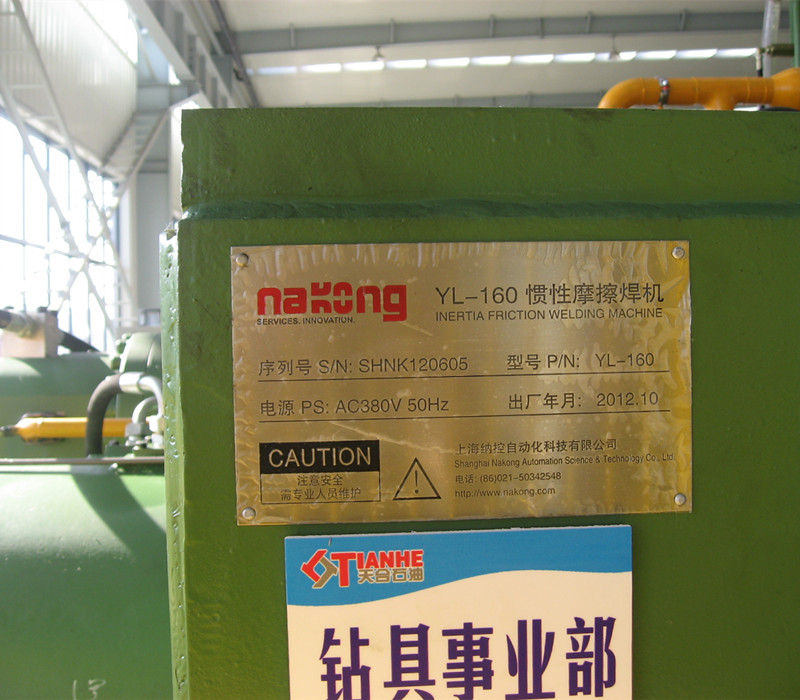 nakong
SERVICES. INNOVATION.
YL-160 惯性摩擦焊机
INERTIA FRICTION WELDING MACHINE
序列号 S/N: SHNK120605 型号 P/N: YL-160
电源 PS: AC380V 50Hz 出厂年月: 2012.10
CAUTION
注意安全
需专业人员维护
上海纳控自动化科技有限公司
Shanghai Nakong Automation Science & Technology Co., Ltd.
电话: (86)021-50342548
http://www.nakong.com
TIANHE
天合石油
钻具事业部